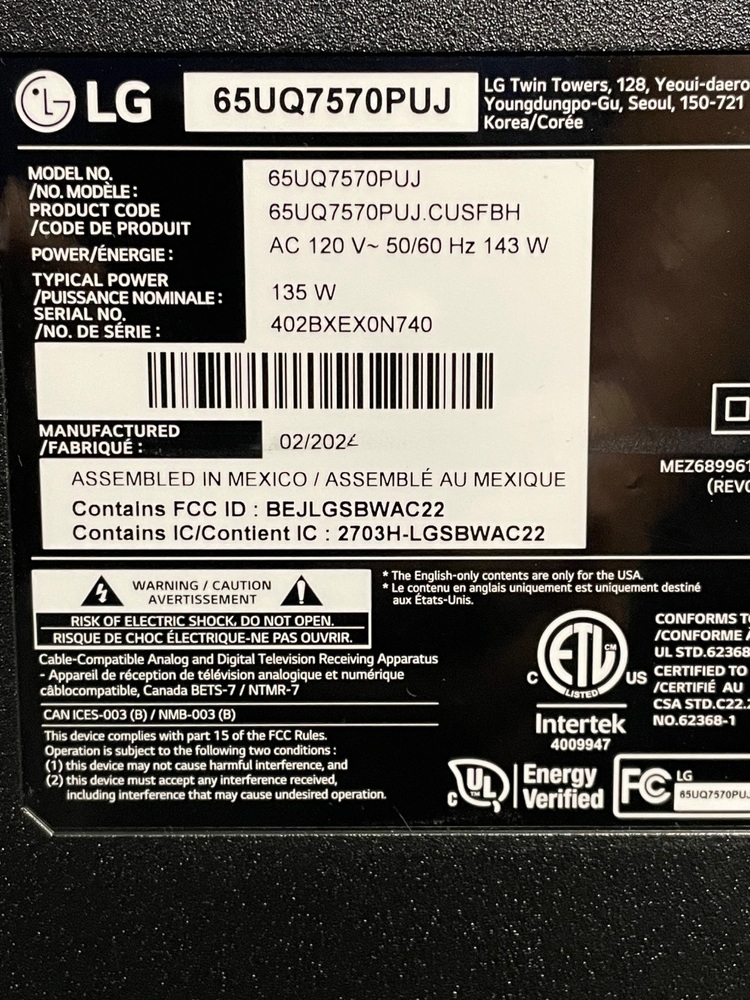 LG 65UQ7570PUJ
LG Twin Towers, 128, Yeoui-daero
Youngdungpo-Gu, Seoul, 150-721
Korea/Corée
MODEL NO.
/NO. MODÈLE : 65UQ7570PUJ
PRODUCT CODE
/CODE DE PRODUIT 65UQ7570PUJ.CUSFBH
POWER/ÉNERGIE : AC 120 V~ 50/60 Hz 143 W
TYPICAL POWER
/PUISSANCE NOMINALE : 135 W
SERIAL NO.
/NO. DE SÉRIE : 402BXEX0N740
MANUFACTURED
/FABRIQUÉ : 02/2024
ASSEMBLED IN MEXICO / ASSEMBLÉ AU MEXIQUE
Contains FCC ID : BEJLGSBWAC22
Contains IC/Contient IC : 2703H-LGSBWAC22
MEZ689961
(REV0
WARNING / CAUTION
AVERTISSEMENT
RISK OF ELECTRIC SHOCK, DO NOT OPEN.
RISQUE DE CHOC ÉLECTRIQUE-NE PAS OUVRIR.
* The English-only contents are only for the USA.
* Le contenu en anglais uniquement est uniquement destiné
aux États-Unis.
Cable-Compatible Analog and Digital Television Receiving Apparatus
- Appareil de réception de télévision analogique et numérique
câblocompatible, Canada BETS-7 / NTMR-7
CAN ICES-003 (B) / NMB-003 (B)
This device complies with part 15 of the FCC Rules.
Operation is subject to the following two conditions :
(1) this device may not cause harmful interference, and
(2) this device must accept any interference received,
including interference that may cause undesired operation.
C ETL CM US
LISTED
Intertek
4009947
CONFORMS T
/CONFORME
UL STD.62368
CERTIFIED TO
/CERTIFIÉ AU
CSA STD.C22.2
NO.62368-1
C UL Energy
Verified
FC LG
65UQ7570PU